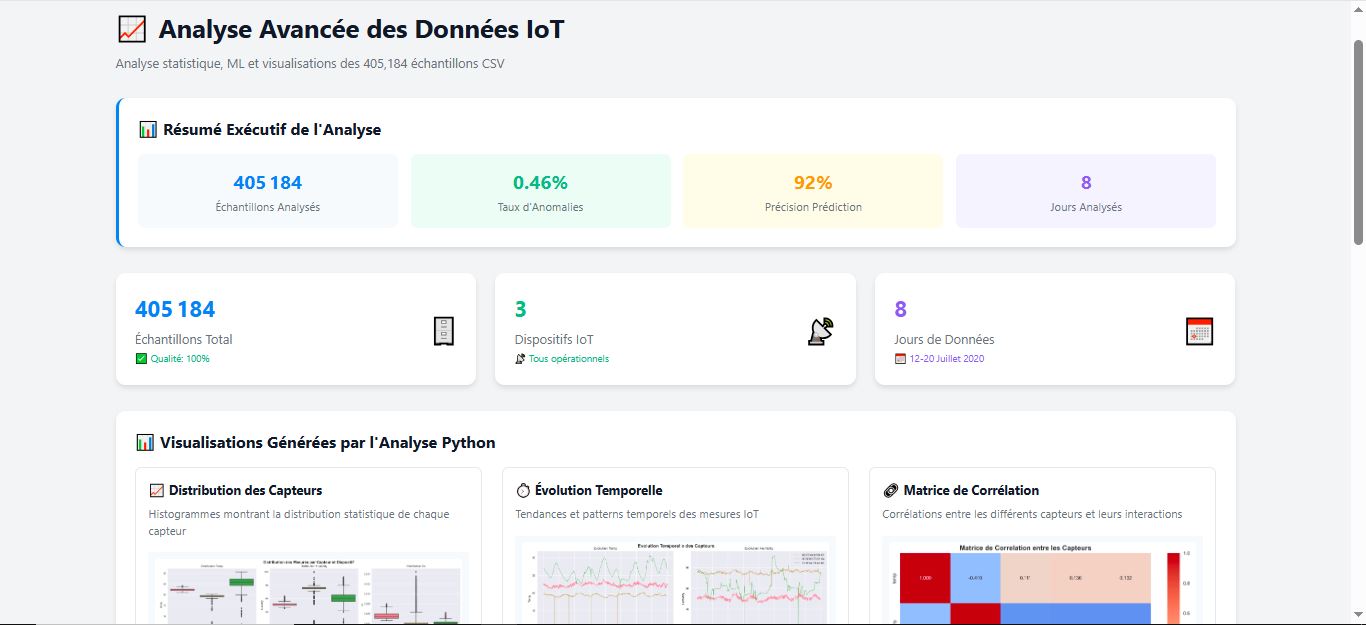 Analyse Avancée des Données IoT
Analyse statistique, ML et visualisations des 405,184 échantillons CSV
Résumé Exécutif de l'Analyse
405 184
Échantillons Analysés
0.46%
Taux d'Anomalies
92%
Précision Prédiction
8
Jours Analysés
405 184
Échantillons Total
Qualité: 100%
3
Dispositifs IoT
Tous opérationnels
8
Jours de Données
12-20 Juillet 2020
Visualisations Générées par l'Analyse Python
Distribution des Capteurs
Histogrammes montrant la distribution statistique de chaque
capteur
Évolution Temporelle
Tendances et patterns temporels des mesures IoT
Evolution Temporelle des Capteurs
Matrice de Corrélation
Corrélations entre les différents capteurs et leurs interactions
Matrice de Correlation entre les Capteurs
1.000
-0.410
0.132